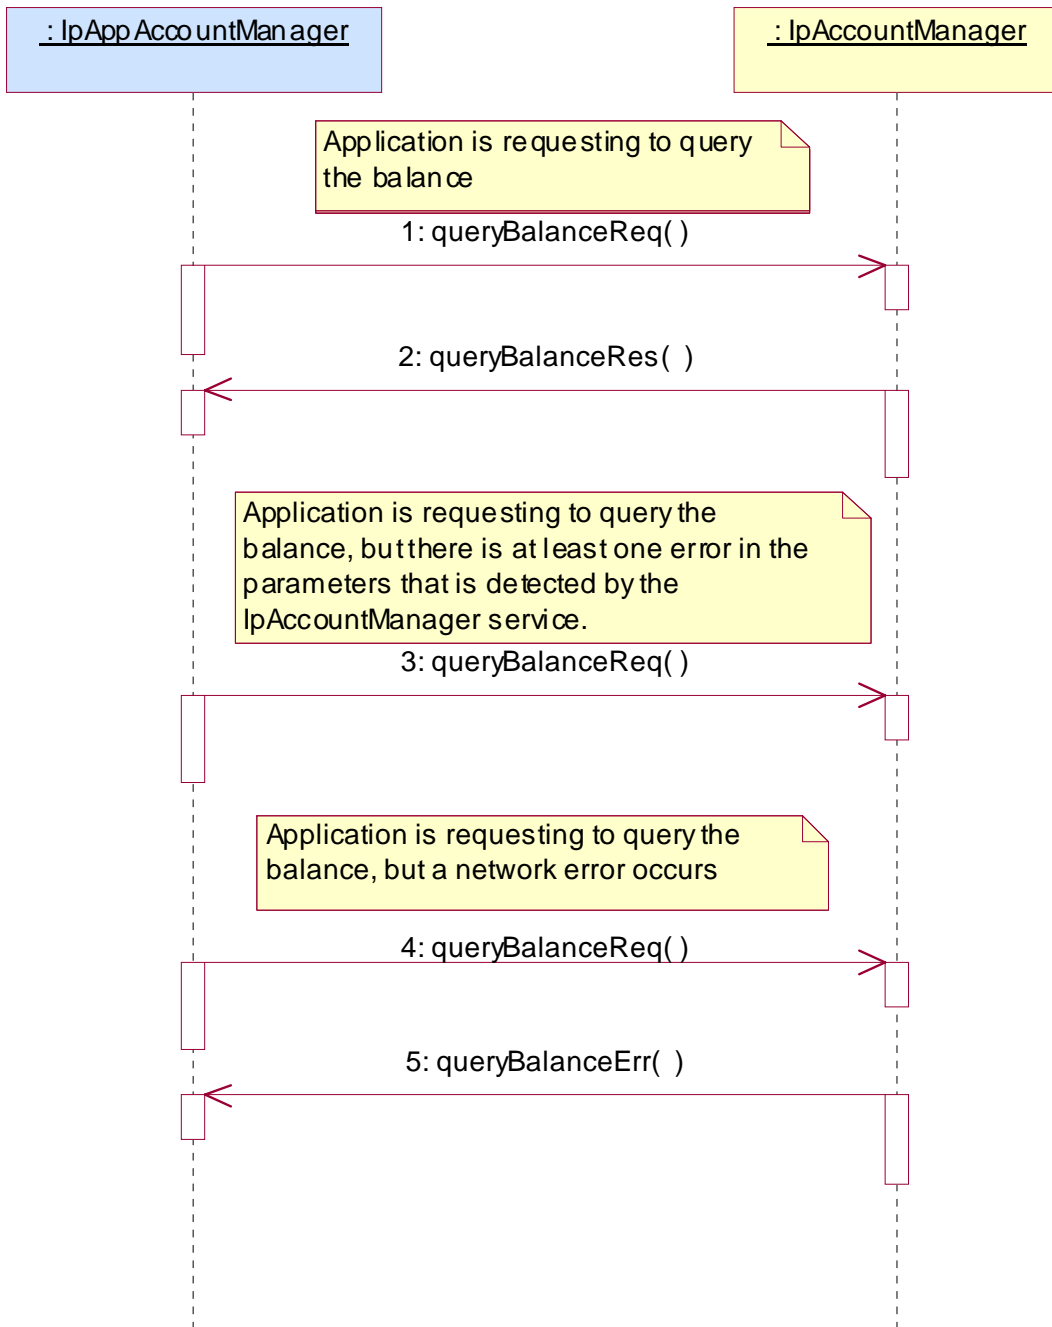 : IpAppAccountManager
: IpAccountManager
Application is requesting to query
the balance
1: queryBalanceReq( )
2: queryBalanceRes( )
Application is requesting to query the
balance, but there is at least one error in the
parameters that is detected by the
IpAccountManager service.
3: queryBalanceReq( )
Application is requesting to query the
balance, but a network error occurs
4: queryBalanceReq( )
5: queryBalanceErr( )